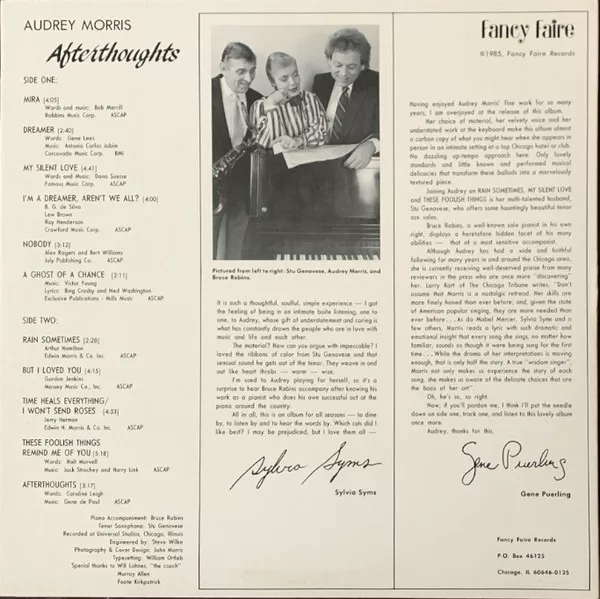 AUDREY MORRIS
Afterthoughts
SIDE ONE:
MIRA [4:05]
Words and music: Bob Merrill
Robbins Music Corp. ASCAP
DREAMER [2:40]
Words: Gene Lees
Music: Antonio Carlos Jobim
Corcovado Music Corp. BMI
MY SILENT LOVE [4:41]
Words and Music: Dana Suesse
Famous Music Corp. ASCAP
I'M A DREAMER, AREN'T WE ALL? [4:00]
B. G. de Silva
Lew Brown
Ray Henderson
Crawford Music Corp. ASCAP
NOBODY [3:12]
Alex Rogers and Bert Williams
July Publishing Co. ASCAP
A GHOST OF A CHANCE [2:11]
Music: Victor Young
Lyrics: Bing Crosby and Ned Washington
Exclusive Publications - Mills Music ASCAP
SIDE TWO:
RAIN SOMETIMES [2:28]
Arthur Hamilton
Edwin Morris & Co. Inc. ASCAP
BUT I LOVED YOU [4:15]
Gordon Jenkins
Massey Music Co., Inc. ASCAP
TIME HEALS EVERYTHING/
I WON'T SEND ROSES [4:33]
Jerry Herman
Edwin H. Morris & Co. Inc. ASCAP
THESE FOOLISH THINGS
REMIND ME OF YOU [5:18]
Words: Holt Marvell
Music: Jack Strachey and Harry Link ASCAP
AFTERTHOUGHTS [3:17]
Words: Caroline Leigh
Music: Gene de Paul ASCAP
Piano Accompaniment: Bruce Robins
Tenor Saxophone: Stu Genovese
Recorated at Universal Studios, Chicago, Illinois
Engineered by: Steve Wilke
Photography & Cover Design: John Morris
Typesetting: William Ortleb
Special thanks to Will Lahnes, "the coach"
Murray Allen
Foote Kirkpatrick
Pictured from left to right: Stu Genovese, Audrey Morris, and
Bruce Robins.
It is such a thoughtful, soulful, simple experience — I got
the feeling of being in an intimate boite listening, one to
one, to Audrey, whose gift of understatement and caring is
what has constantly drawn the people who are in love with
music and life and each other.
The material? How can you argue with impeccable? I
loved the ribbons of color from Stu Genovese and that
sensual sound he gets out of the tenor. They weave in and
out like heart throbs — warm — wise.
I'm used to Audrey playing for herself, so it's a
surprise to hear Bruce Robins accomp after knowing his
work as a pianist who does his own successful act at the
piano around the country.
All in all, this is an album for all seasons — to dine
by, to listen by and to hear the words by. Which cuts did I
like best? I may be prejudiced, but I love them all —
Sylvia Syms
Sylvia Syms
Fancy Faire
©1985, Fancy Faire Records
Having enjoyed Audrey Morris' fine work for so many
years, I am overjoyed at the release of this album.
Her choice of material, her velvety voice and her
understated work at the keyboard make this album almost
a carbon copy of what you might hear when she appears in
person in an intimate setting at a top Chicago hotel or club.
No dazzling up-tempo approach here. Only lovely
standards and little known and performed musical
delicacies that transform these ballads into a marvelously
textured piece.
Joining Audrey on RAIN SOMETIMES, MY SILENT LOVE
and THESE FOOLISH THINGS is her multi-talented husband,
Stu Genovese, who offers some hauntingly beautiful tenor
sax solos.
Bruce Robins, a well-known solo pianist in his own
right, displays a heretofore hidden facet of his many
abilities — that of a most sensitive accompanist.
Although Audrey has had a wide and faithful
following for many years in and around the Chicago area,
she is currently receiving well-deserved praise from many
reviewers in the press who are once more "discovering"
her. Larry Kart of The Chicago Tribune writes, "Don't
assume that Morris is a nostalgic retread. Her skills are
more finely honed than ever before; and, given the state
of American popular singing, they are more needed than
ever before . . . As do Mabel Mercer, Sylvia Syms and a
few others, Morris reads a lyric with such dramatic and
emotional insight that every song she sings, no matter how
familiar, sounds as though it were being sung for the first
time . . . While the drama of her interpretations is moving
enough, that is only half the story. A true "wisdom singer",
Morris not only makes us experience the story of each
song, she makes us aware of the delicate choices that are
the basis of her art".
Oh, he's so, so right
Now, if you'll pardon me, I think I'll put the needle
down on side one, track one, and listen to this lovely album
once more.
Audrey, thanks for this.
Gene Puerling
Gene Puerling
Fancy Faire Records
P.O. Box 46125
Chicago, IL 60646-0125